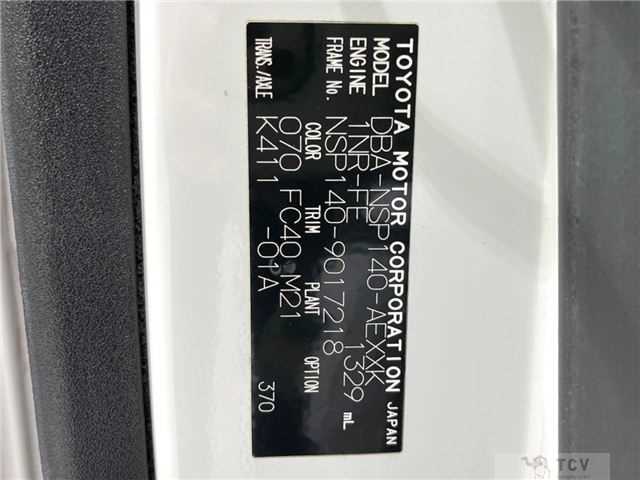 TOYOTA MOTOR CORPORATION JAPAN
MODEL DBA-NSP140-AEXXK
ENGINE 1NR-FE 1329 mL
FRAME No. NSP140-9017218
COLOR TRIM PLANT OPTION
070 FC40 M21
TRANS./AXLE K411 -01A
370
TCV